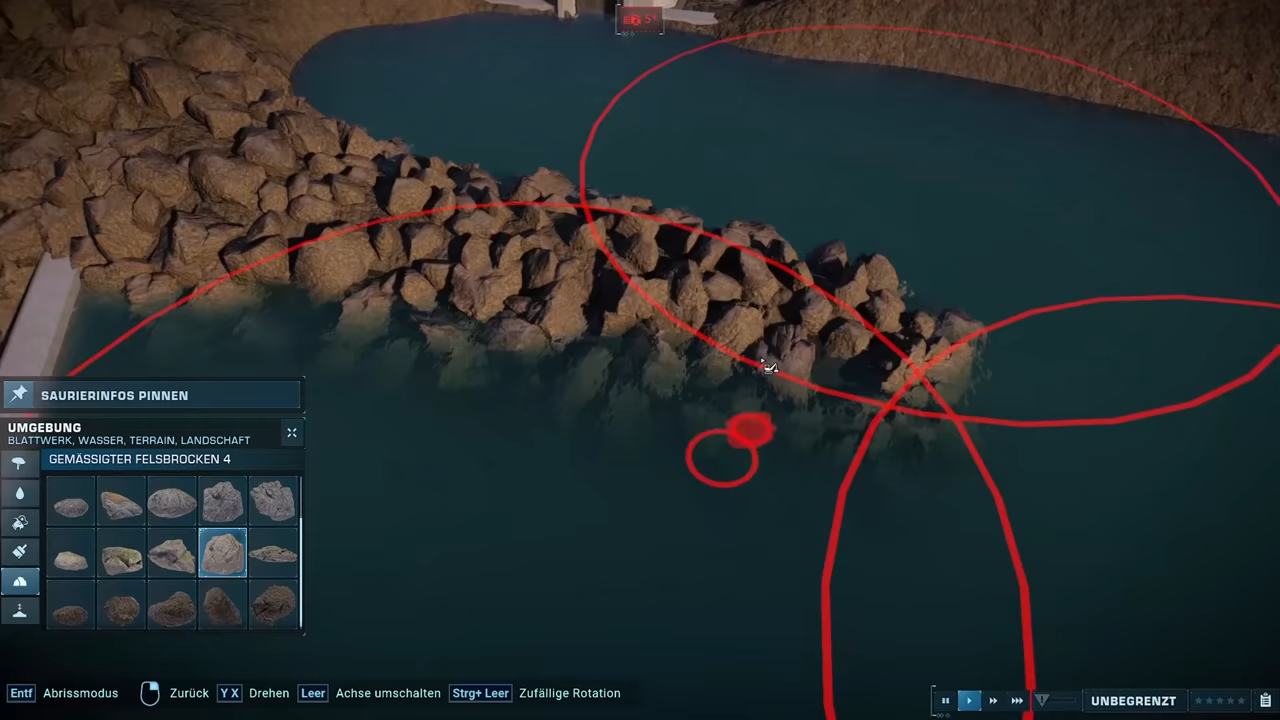 SAURIERINFOS PINNEN
UMGEBUNG
BLATTWERK, WASSER, TERRAIN, LANDSCHAFT
GEMÄSSIGTER FELSBROCKEN 4
Entf Abrissmodus Zurück Y X Drehen Leer Achse umschalten Strg+ Leer Zufällige Rotation
UNBEGRENZT